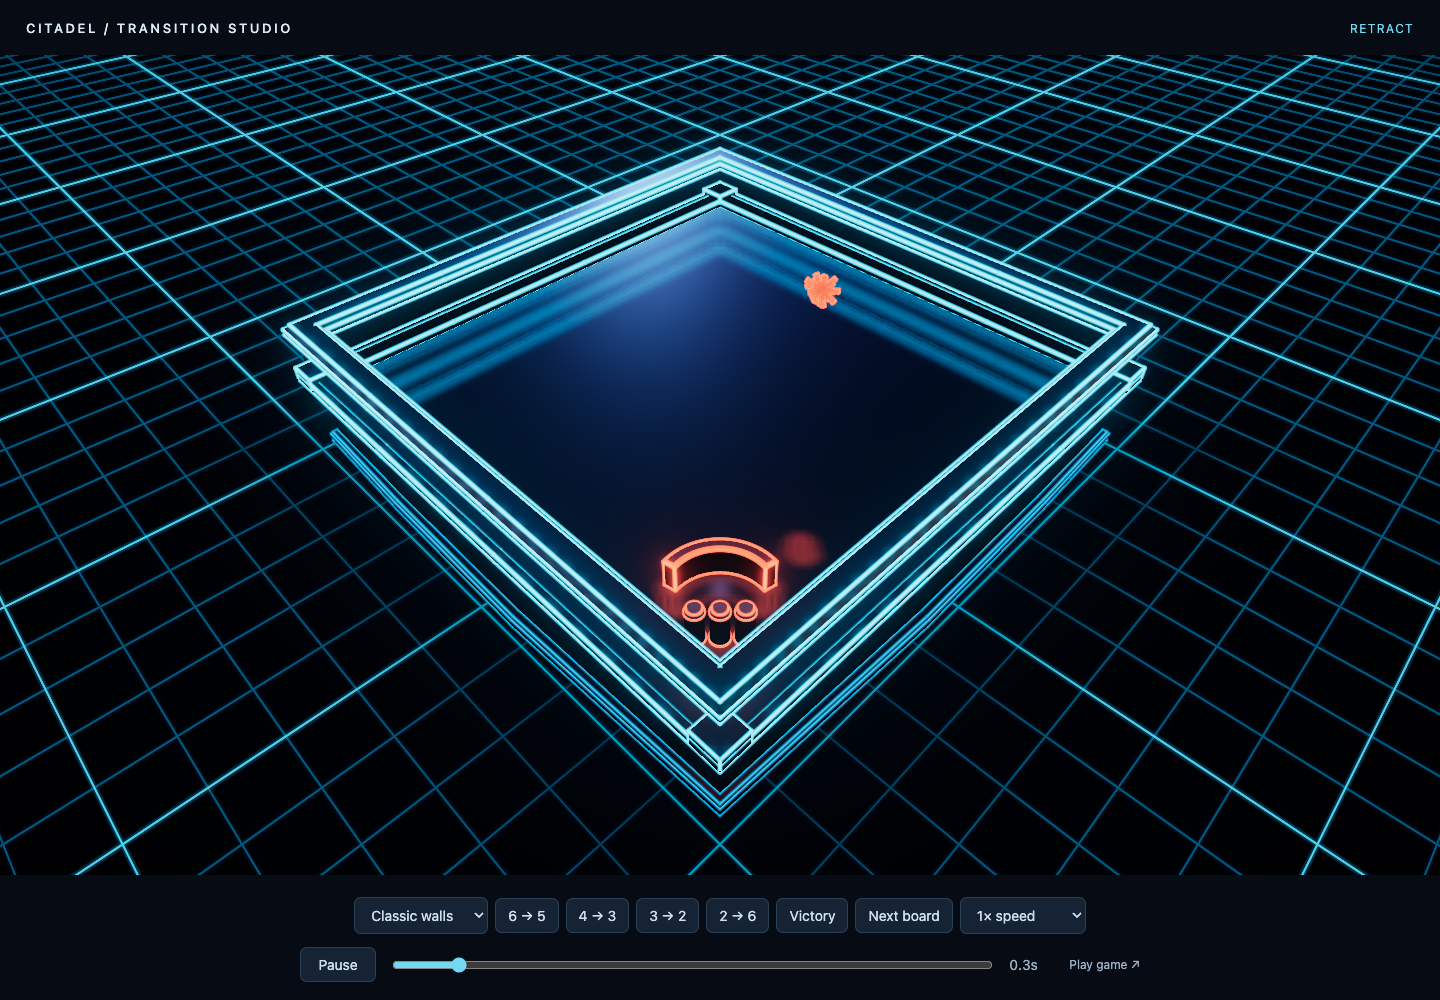 CITADEL / TRANSITION STUDIO
RETRACT
Classic walls
6 → 5
4 → 3
3 → 2
2 → 6
Victory
Next board
1× speed
Pause
0.3s
Play game ↗